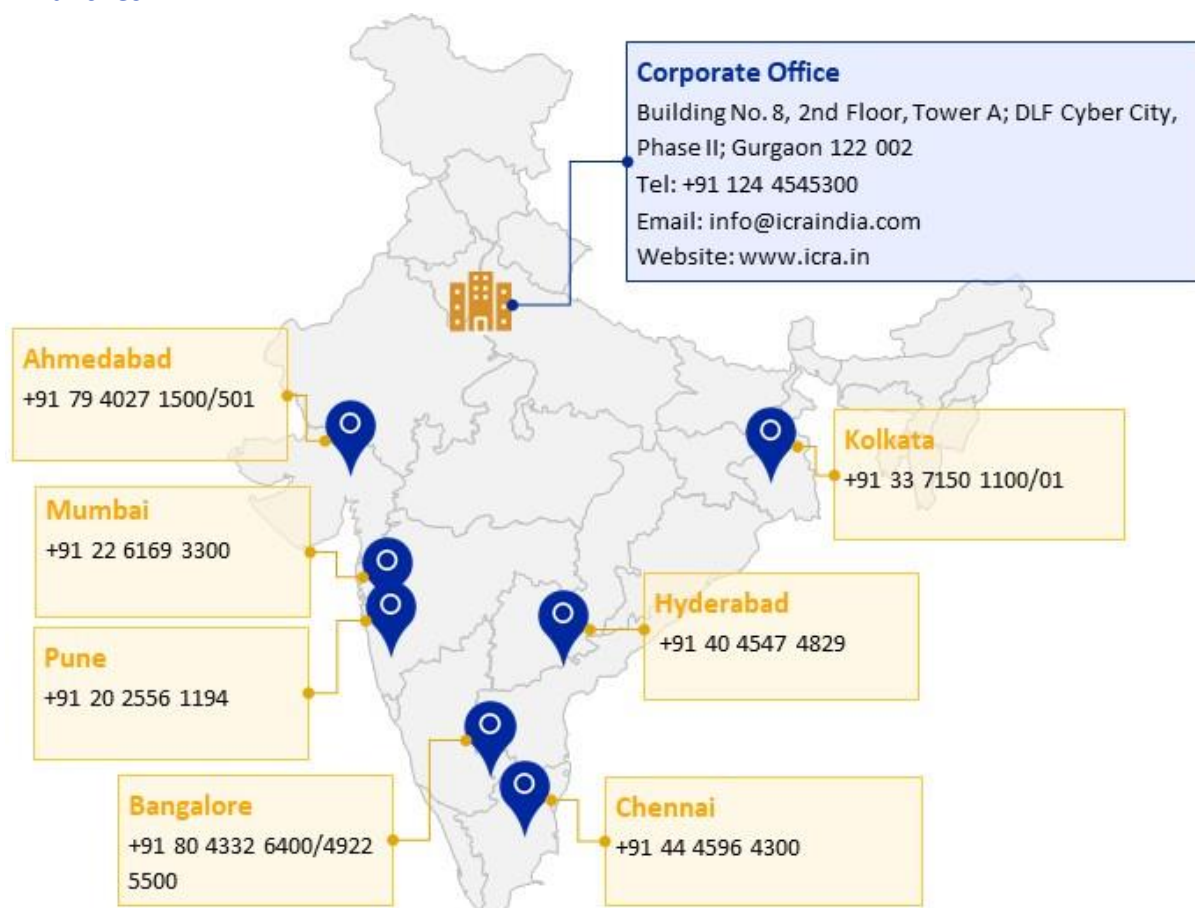 Corporate Office
Building No. 8, 2nd Floor, Tower A; DLF Cyber City,
Phase II; Gurgaon 122 002
Tel: +91 124 4545300
Email: info@icraindia.com
Website: www.icra.in
Ahmedabad
+91 79 4027 1500/501
Kolkata
+91 33 7150 1100/01
Mumbai
+91 22 6169 3300
Hyderabad
+91 40 4547 4829
Pune
+91 20 2556 1194
Bangalore
+91 80 4332 6400/4922
5500
Chennai
+91 44 4596 4300